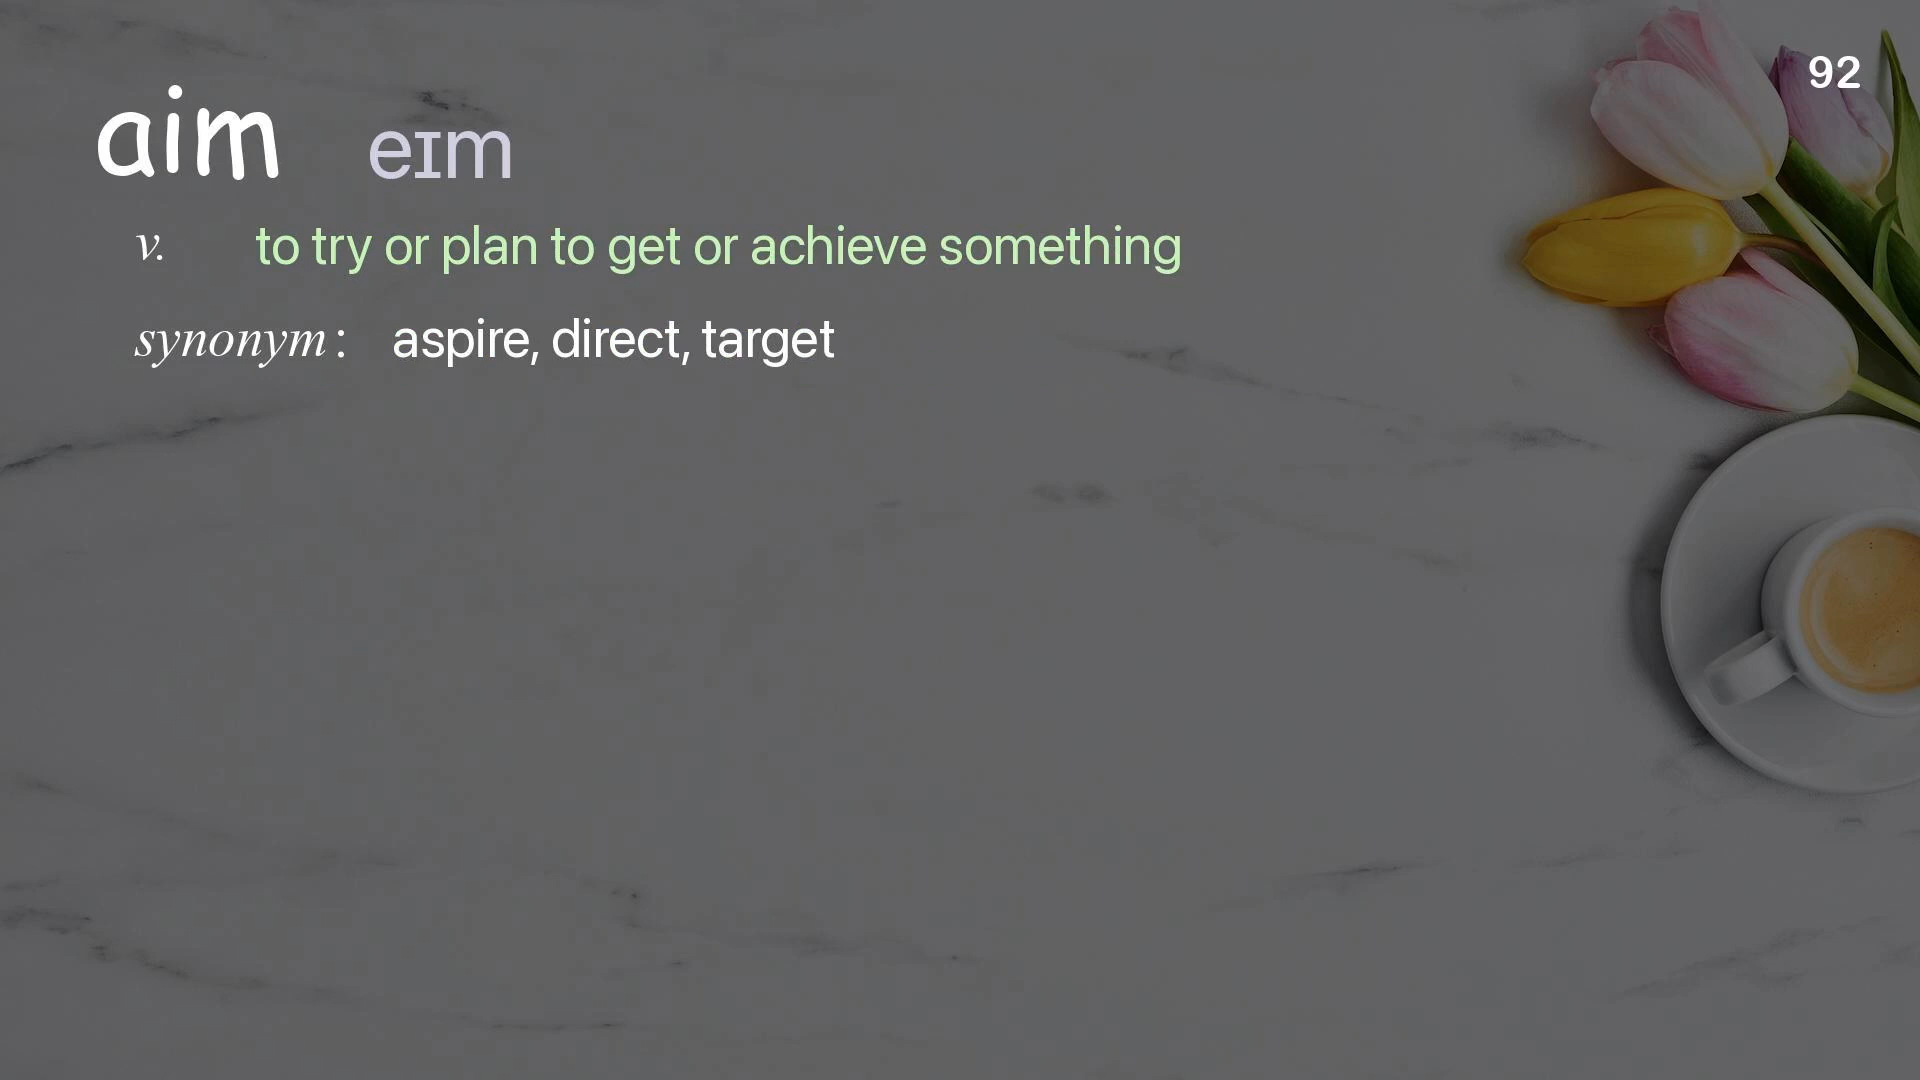 92
aim eɪm
v. to try or plan to get or achieve something
synonym: aspire, direct, target